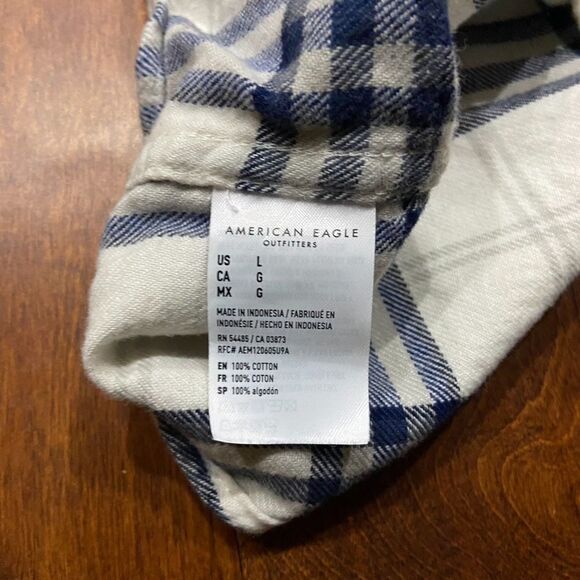 AMERICAN EAGLE
OUTFITTERS
US L
CA G
MX G
MADE IN INDONESIA / FABRIQUÉ EN
INDONÉSIE / HECHO EN INDONESIA
RN 54485 / CA 03873
RFC# AEM120605U9A
EN 100% COTTON
FR 100% COTON
SP 100% algodón